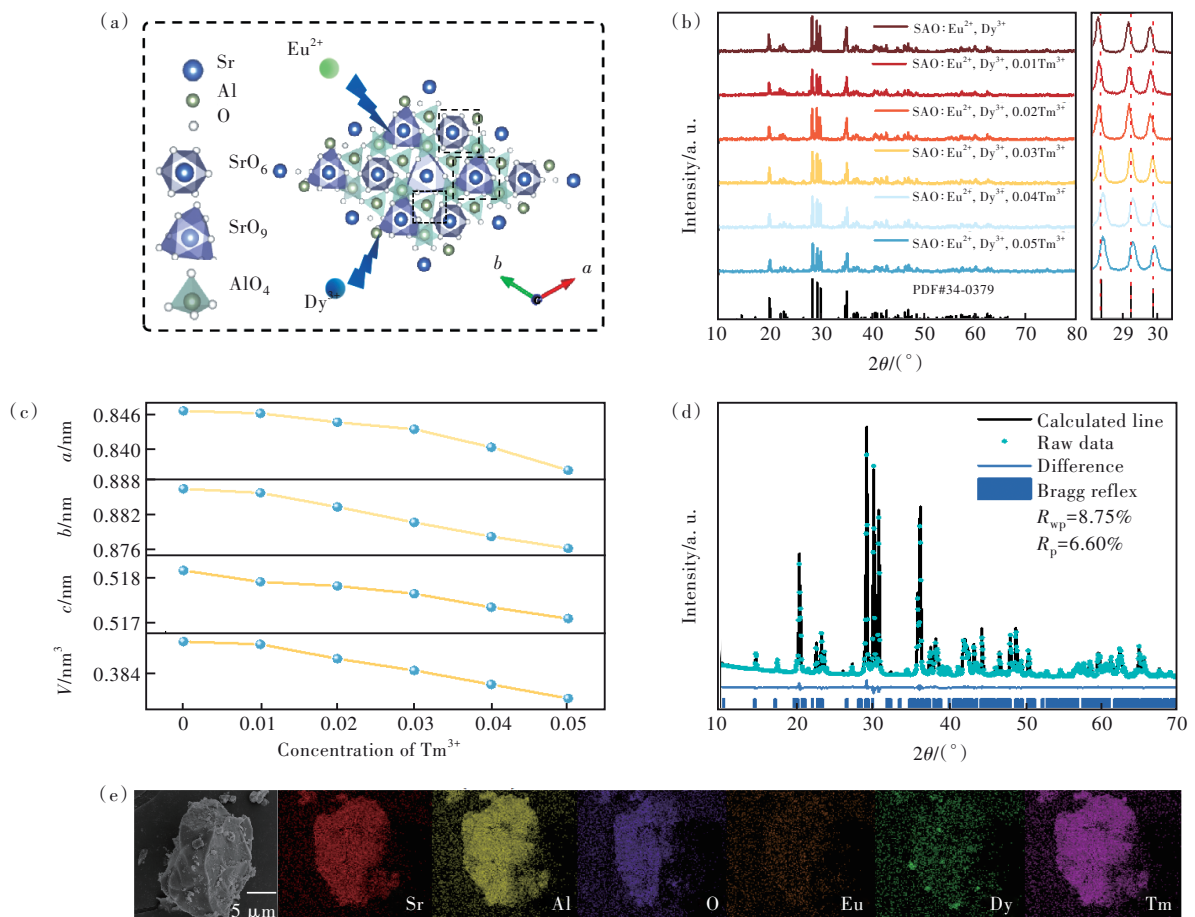 (a)
Eu²⁺
Sr
Al
O
SrO₆
SrO₉
AlO₄
Dy³⁺
b
a
c
(b)
Intensity/a. u.
SAO:Eu²⁺, Dy³⁺
SAO:Eu²⁺, Dy³⁺, 0.01Tm³⁺
SAO:Eu²⁺, Dy³⁺, 0.02Tm³⁺
SAO:Eu²⁺, Dy³⁺, 0.03Tm³⁺
SAO:Eu²⁺, Dy³⁺, 0.04Tm³⁺
SAO:Eu²⁺, Dy³⁺, 0.05Tm³⁺
PDF#34-0379
10 20 30 40 50 60 70 80
29 30
2θ/(°)
(c)
a/nm
0.846
0.840
b/nm
0.888
0.882
0.876
c/nm
0.518
0.517
V/nm³
0.384
0 0.01 0.02 0.03 0.04 0.05
Concentration of Tm³⁺
(d)
Intensity/a. u.
Calculated line
Raw data
Difference
Bragg reflex
Rwp=8.75%
Rp=6.60%
10 20 30 40 50 60 70
2θ/(°)
(e)
5 μm
Sr
Al
O
Eu
Dy
Tm